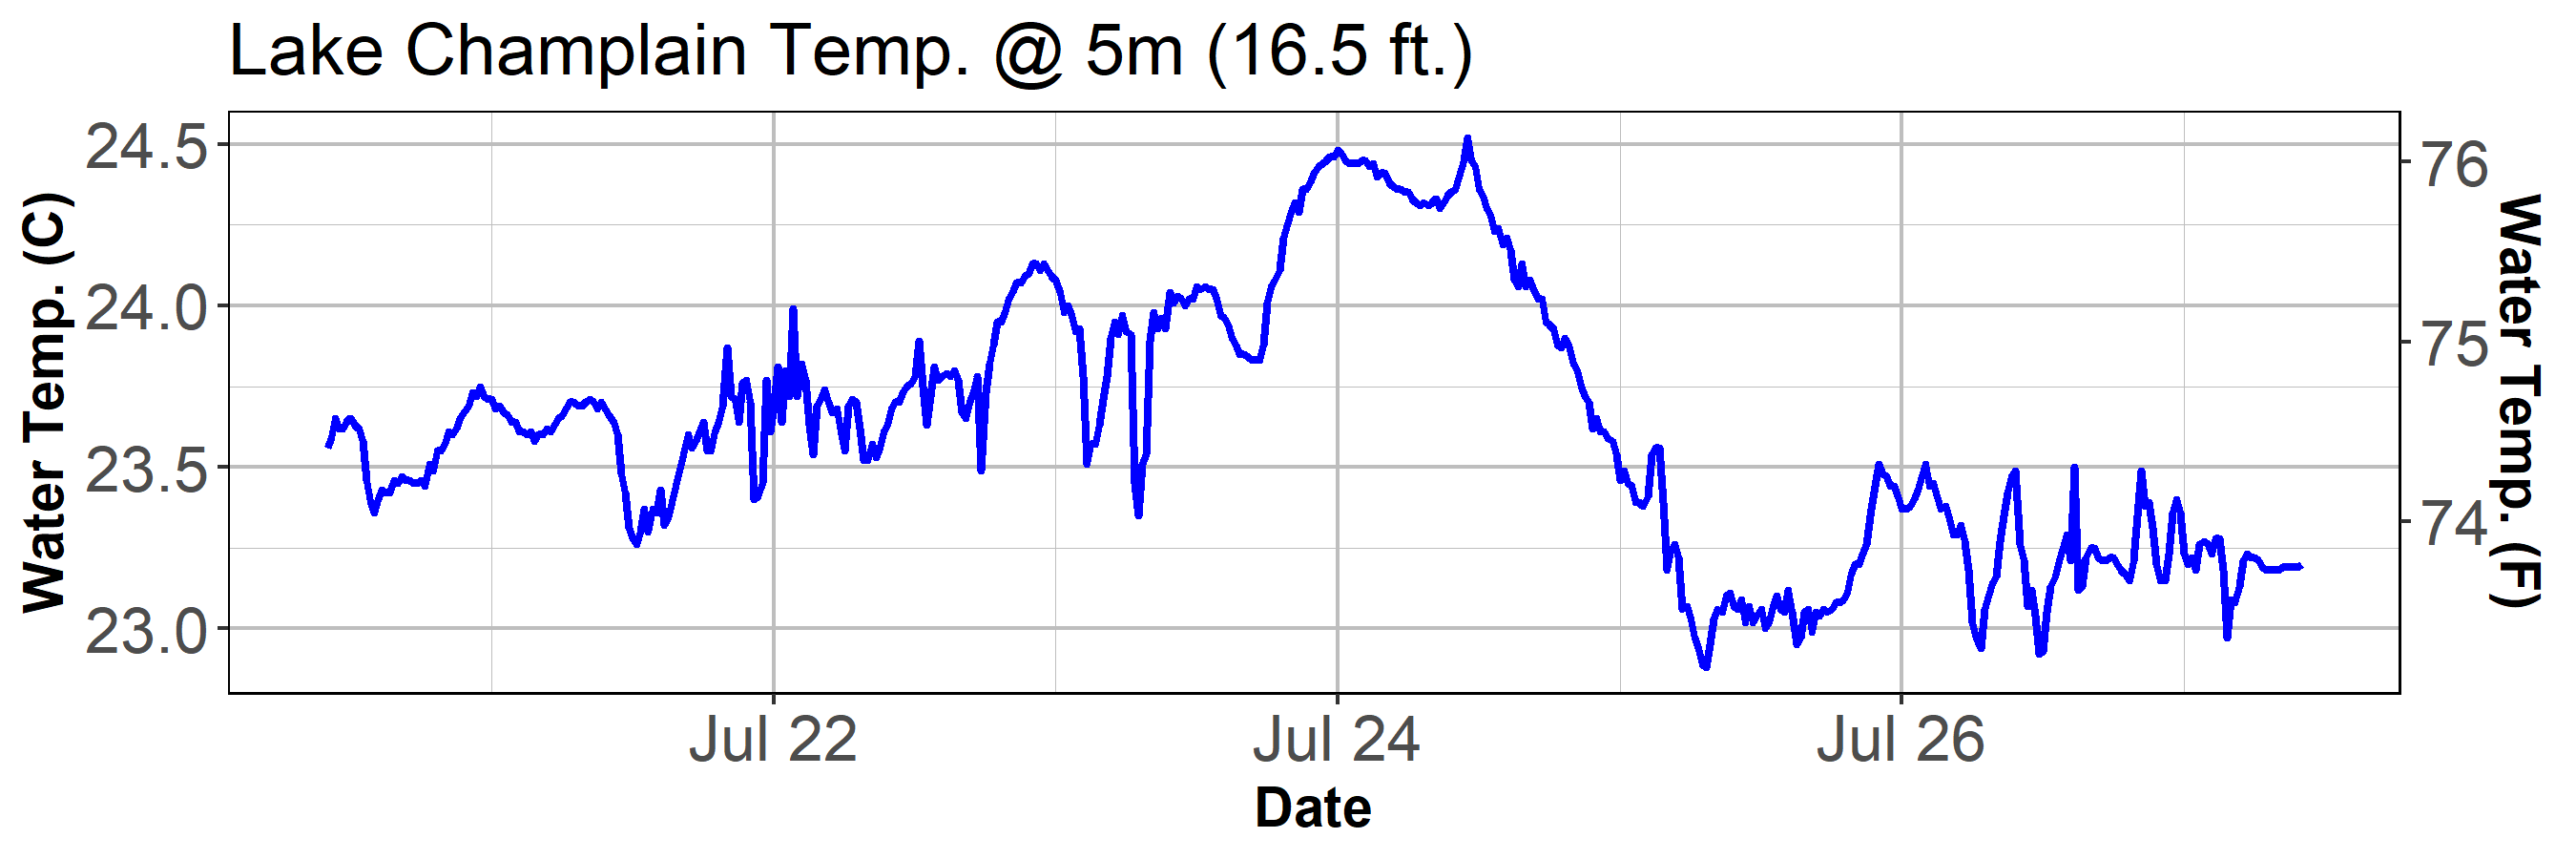 Lake Champlain Temp. @ 5m (16.5 ft.)
Water Temp. (C)
24.5
24.0
23.5
23.0
76
75
74
Water Temp. (F)
Jul 22 Jul 24 Jul 26
Date